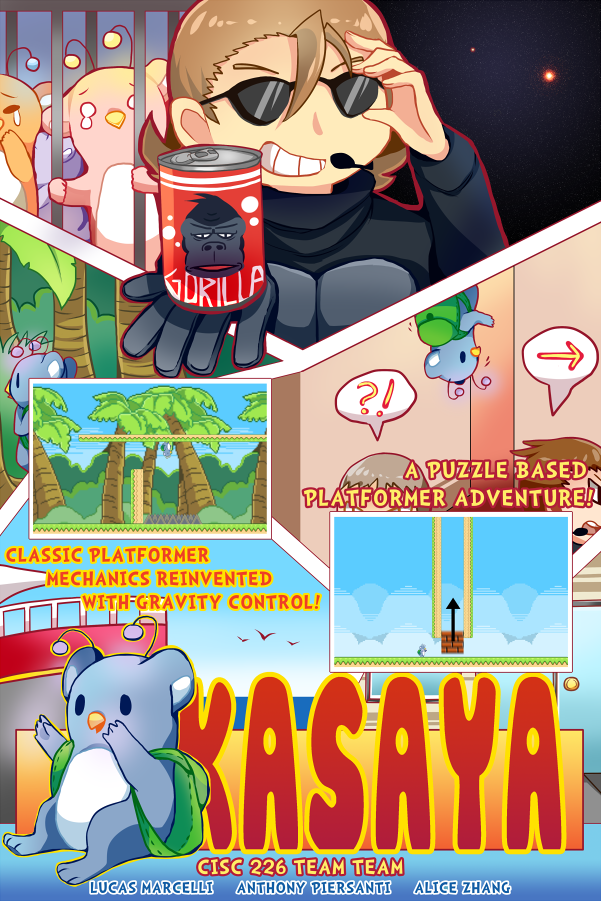 GORILLA
?!
→
A PUZZLE BASED
PLATFORMER ADVENTURE!
CLASSIC PLATFORMER
MECHANICS REINVENTED
WITH GRAVITY CONTROL!
KASAYA
CISC 226 TEAM TEAM
LUCAS MARCELLI ANTHONY PIERSANTI ALICE ZHANG